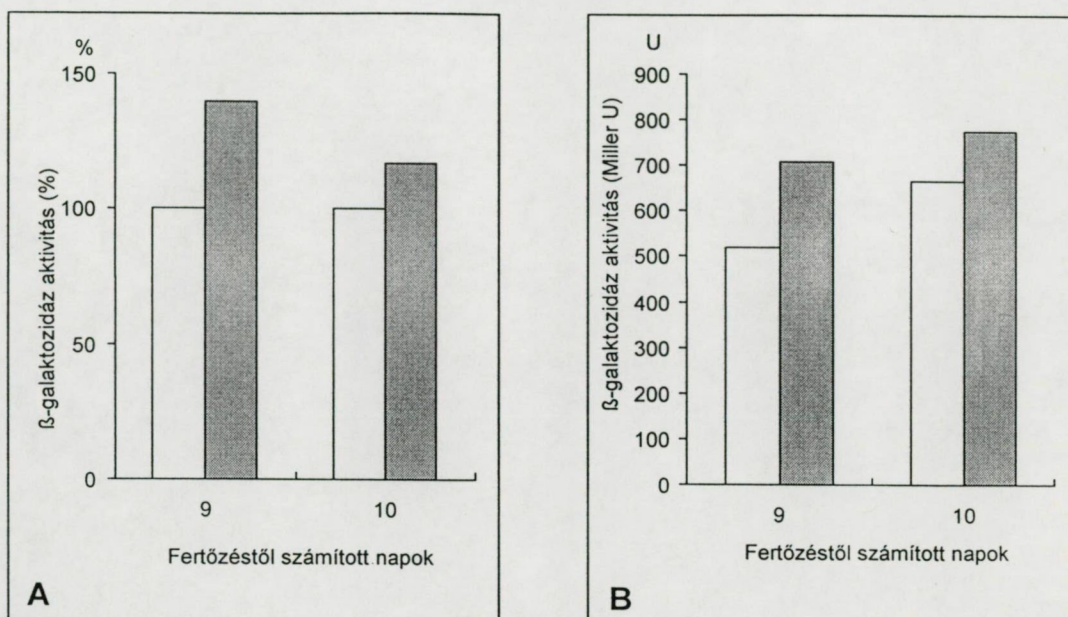 %
150
100
50
0
ß-galaktozidáz aktivitás (%)
9 10
Fertőzéstől számított napok
A
U
900
800
700
600
500
400
300
200
100
0
ß-galaktozidáz aktivitás (Miller U)
9 10
Fertőzéstől számított napok
B